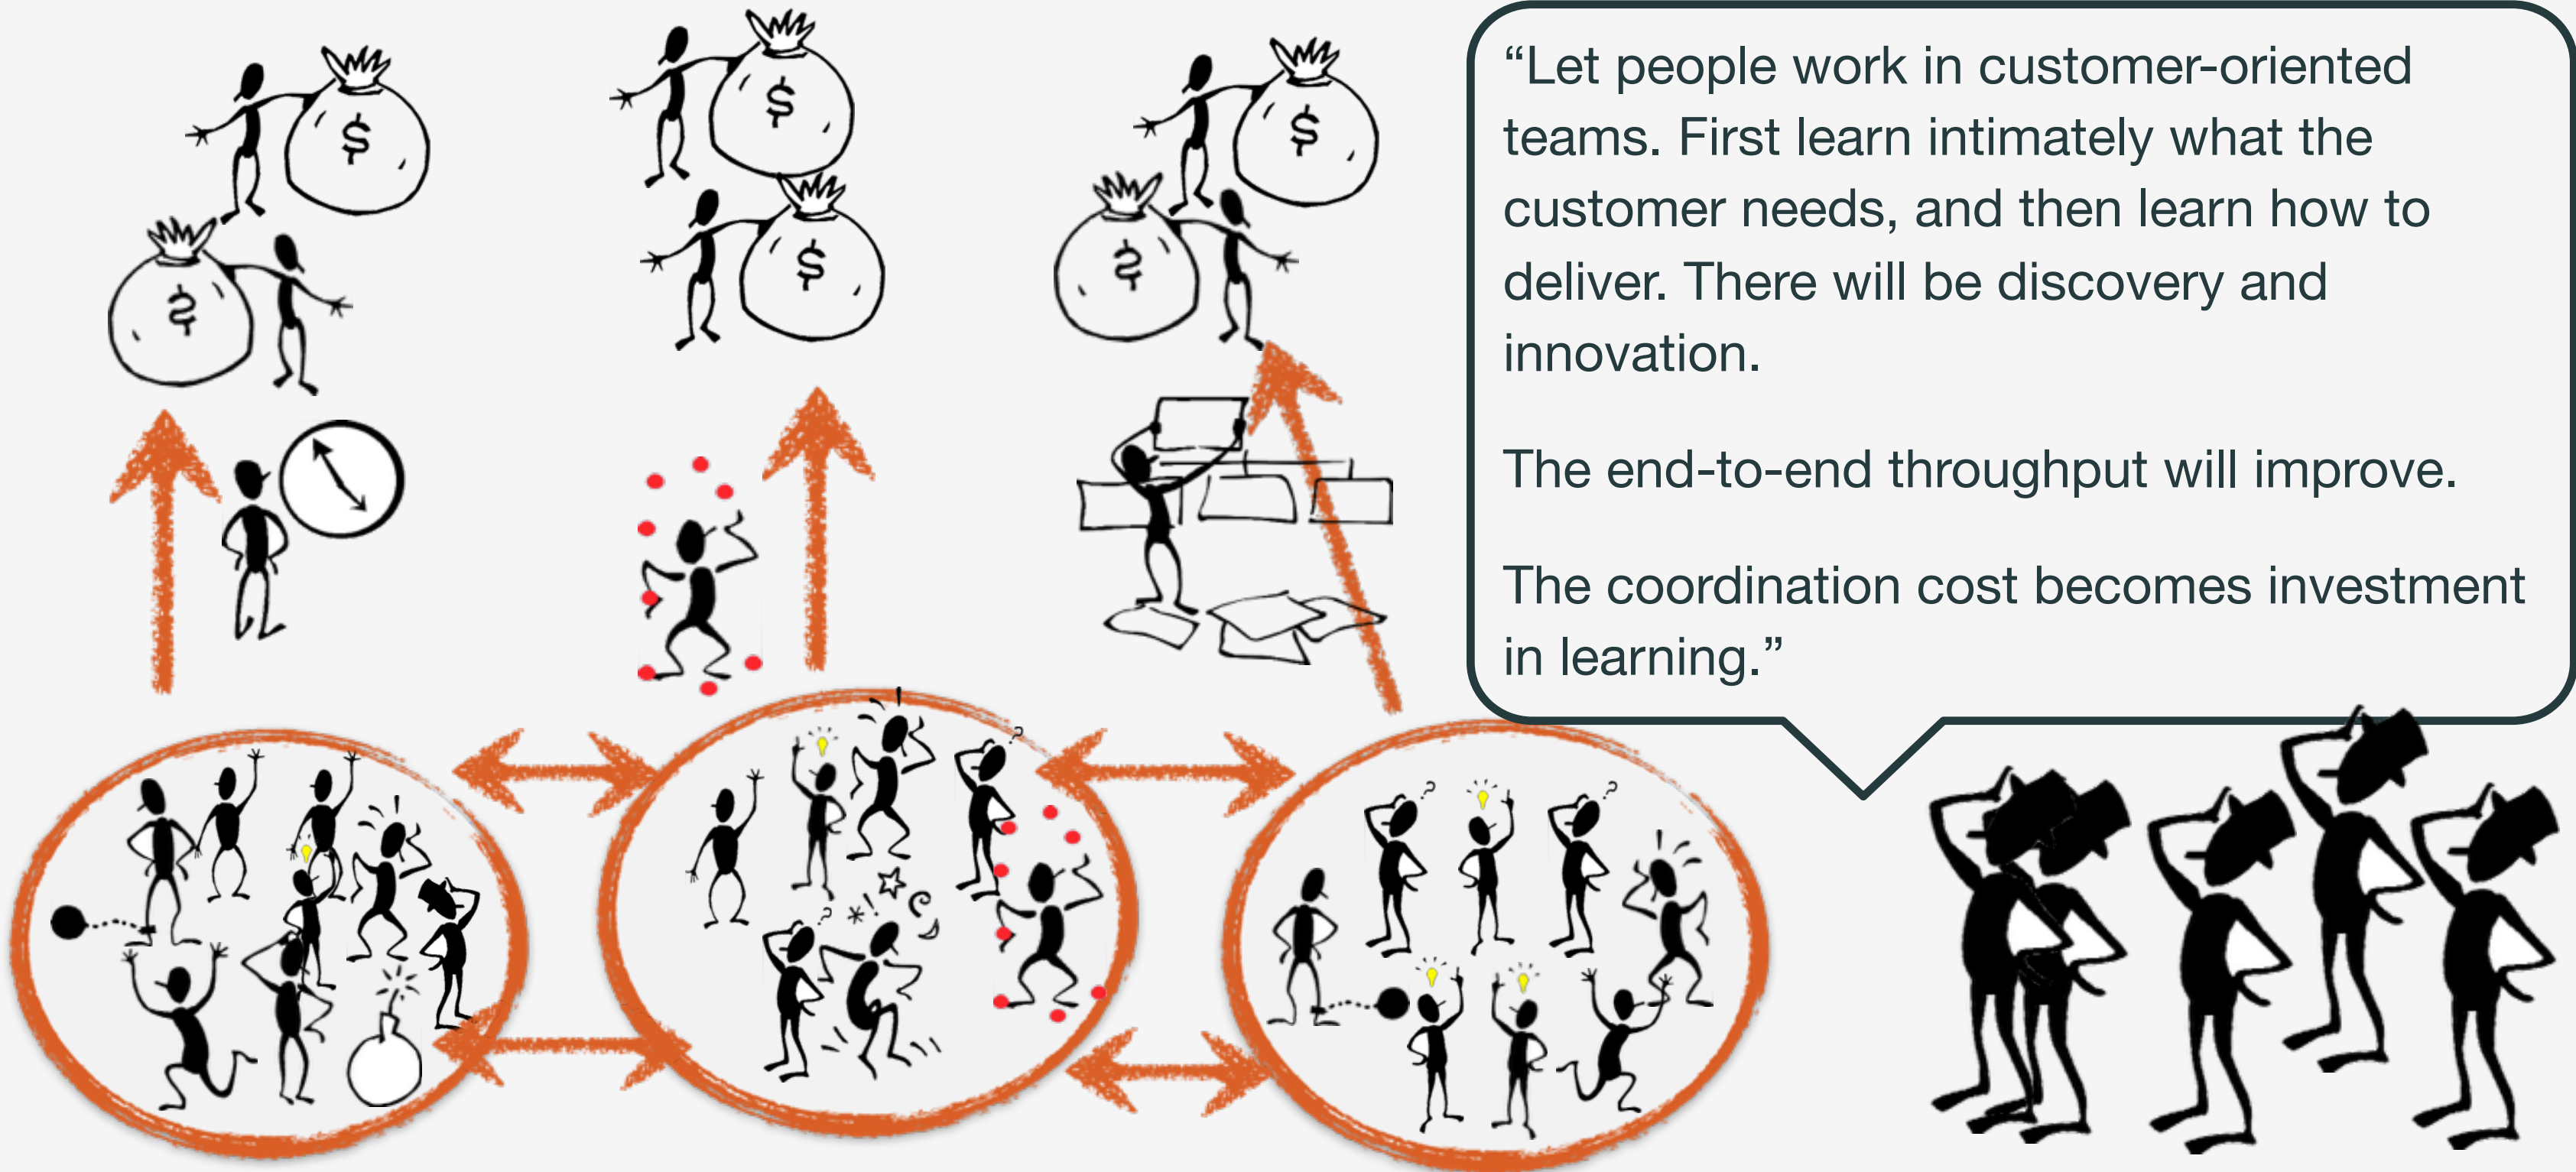 $
$
$
$
$
$
“Let people work in customer-oriented
teams. First learn intimately what the
customer needs, and then learn how to
deliver. There will be discovery and
innovation.
The end-to-end throughput will improve.
The coordination cost becomes investment
in learning.”
!
?
!
?
*!
?
?